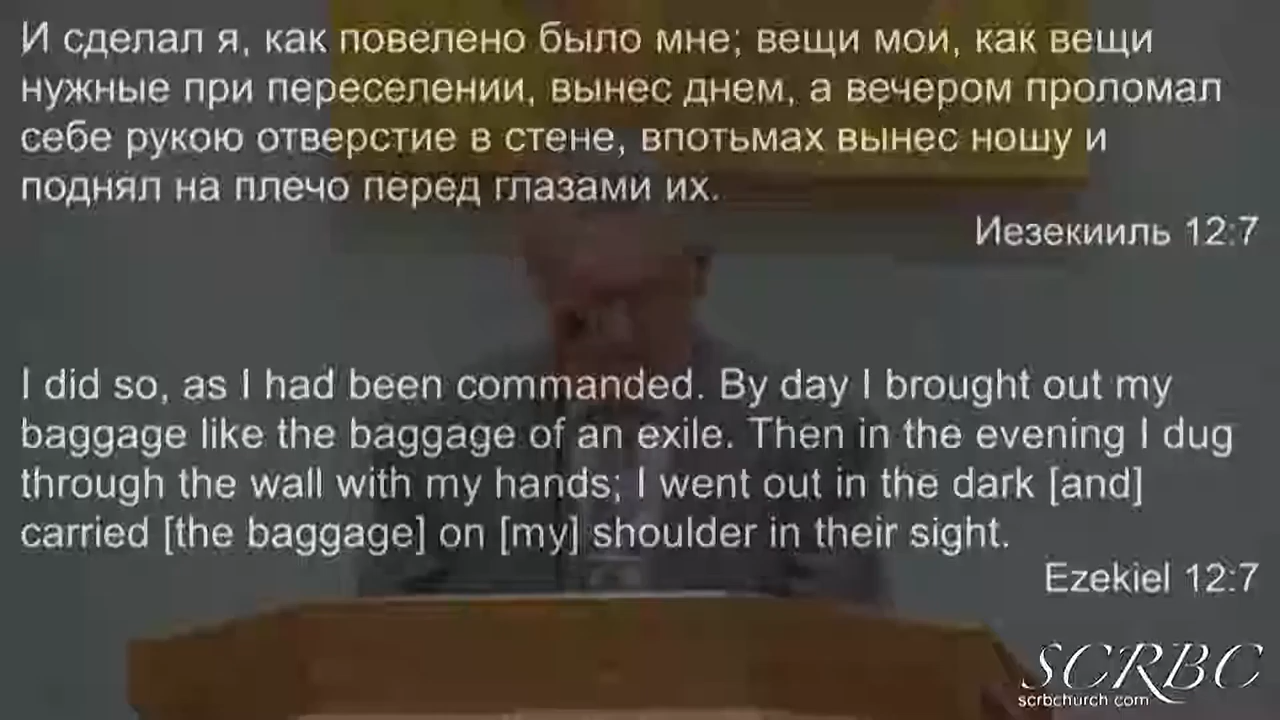 И сделал я, как повелено было мне; вещи мои, как вещи
нужные при переселении, вынес днем, а вечером проломал
себе рукою отверстие в стене, впотьмах вынес ношу и
поднял на плечо перед глазами их.
Иезекииль 12:7
I did so, as I had been commanded. By day I brought out my
baggage like the baggage of an exile. Then in the evening I dug
through the wall with my hands; I went out in the dark [and]
carried [the baggage] on [my] shoulder in their sight.
Ezekiel 12:7
SCRBC
scrbchurch.com